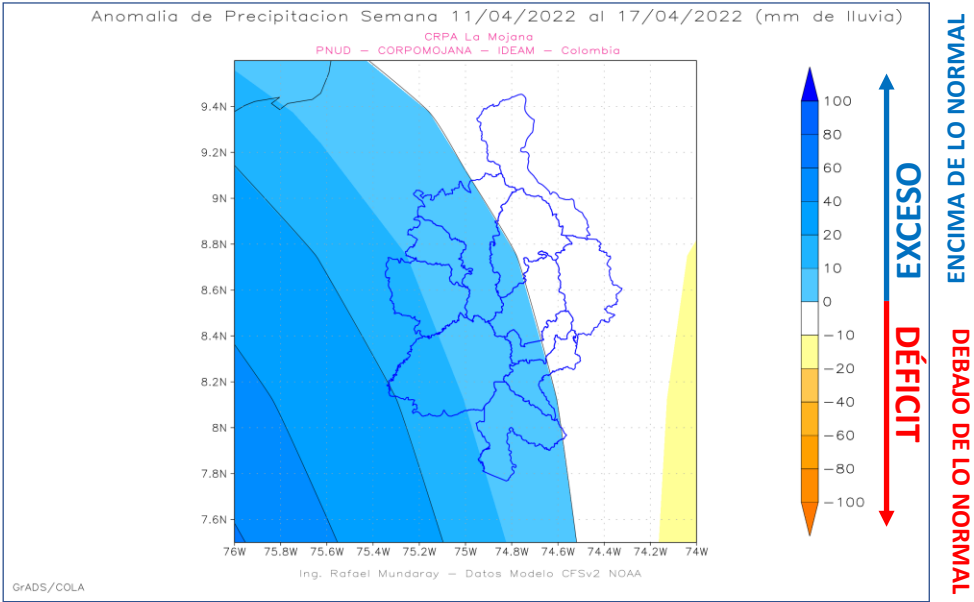 Anomalia de Precipitacion Semana 11/04/2022 al 17/04/2022 (mm de lluvia)
CRPA La Mojana
PNUD – CORPOMOJANA – IDEAM – Colombia
9.4N
9.2N
9N
8.8N
8.6N
8.4N
8.2N
8N
7.8N
7.6N
76W 75.8W 75.6W 75.4W 75.2W 75W 74.8W 74.6W 74.4W 74.2W 74W
100
80
60
40
20
10
0
−10
−20
−40
−60
−80
−100
EXCESO
DÉFICIT
ENCIMA DE LO NORMAL
DEBAJO DE LO NORMAL
Ing. Rafael Mundaray – Datos Modelo CFSv2 NOAA
GrADS/COLA